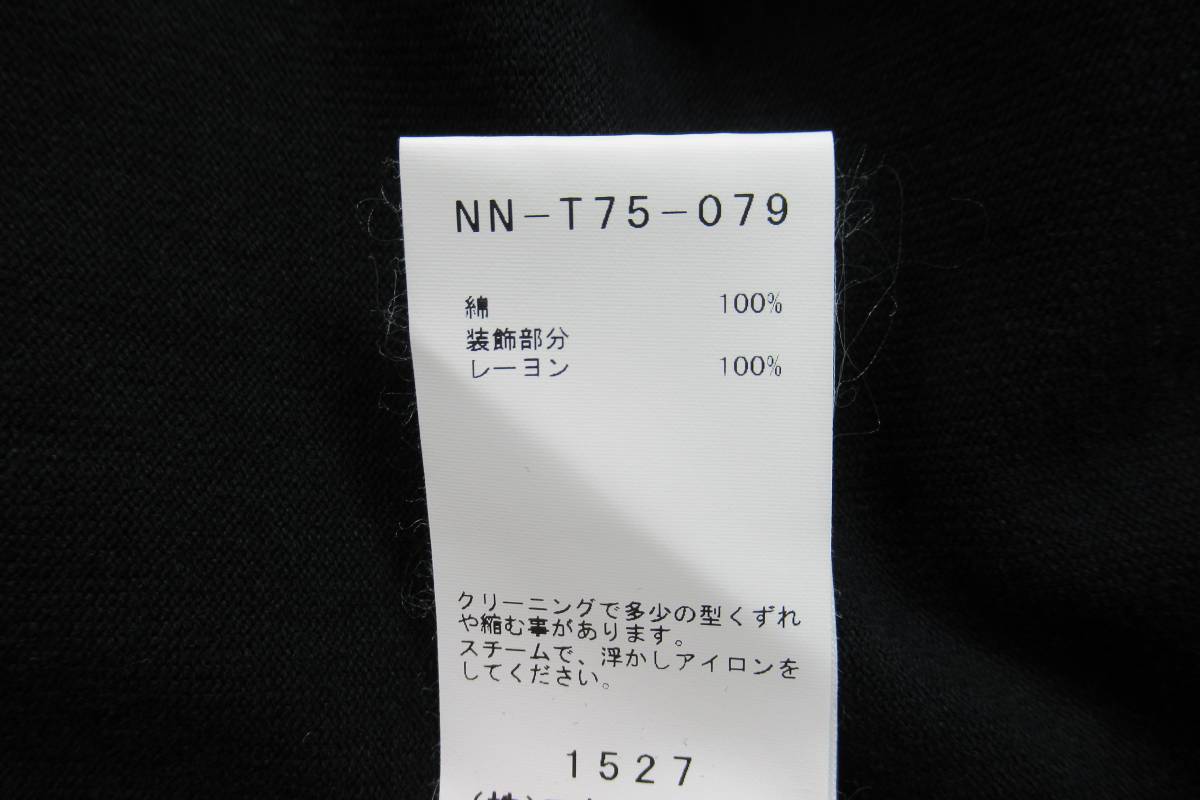 NN-T75-079
綿 100%
装飾部分
レーヨン 100%
クリーニングで多少の型くずれ
や縮む事があります。
スチームで、浮かしアイロンを
してください。
1527
(株)